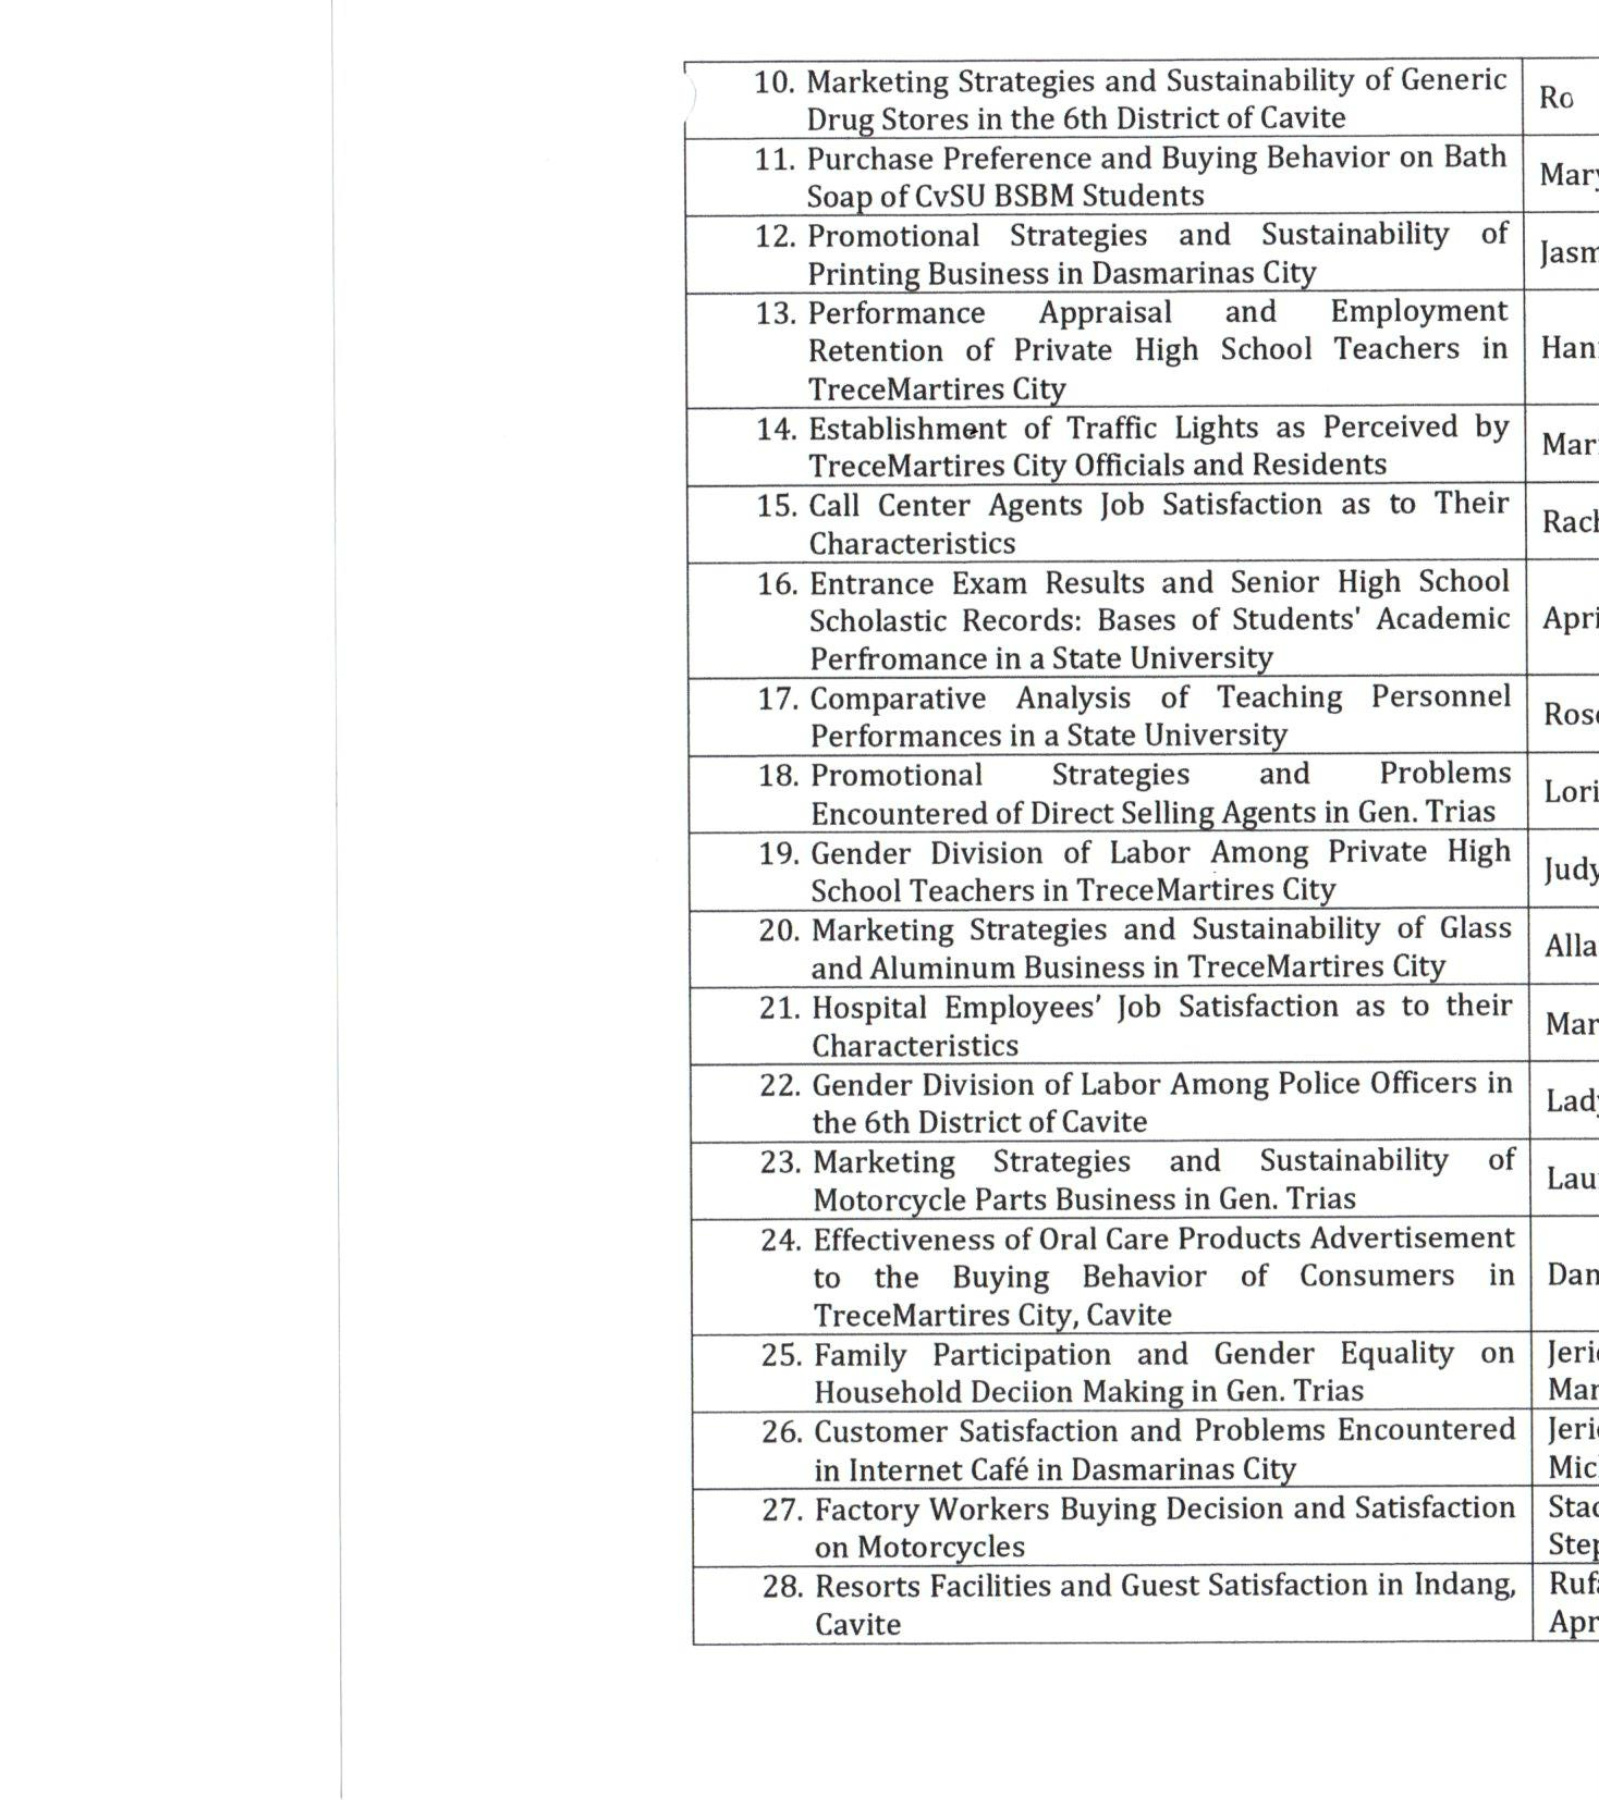 10. Marketing Strategies and Sustainability of Generic
Drug Stores in the 6th District of Cavite
Ro
11. Purchase Preference and Buying Behavior on Bath
Soap of CvSU BSBM Students
Mary
12. Promotional Strategies and Sustainability of
Printing Business in Dasmarinas City
Jasm
13. Performance Appraisal and Employment
Retention of Private High School Teachers in
TreceMartires City
Han
14. Establishment of Traffic Lights as Perceived by
TreceMartires City Officials and Residents
Mar
15. Call Center Agents Job Satisfaction as to Their
Characteristics
Rach
16. Entrance Exam Results and Senior High School
Scholastic Records: Bases of Students' Academic
Perfromance in a State University
Apri
17. Comparative Analysis of Teaching Personnel
Performances in a State University
Rose
18. Promotional Strategies and Problems
Encountered of Direct Selling Agents in Gen. Trias
Lori
19. Gender Division of Labor Among Private High
School Teachers in TreceMartires City
Judy
20. Marketing Strategies and Sustainability of Glass
and Aluminum Business in TreceMartires City
Alla
21. Hospital Employees’ Job Satisfaction as to their
Characteristics
Mar
22. Gender Division of Labor Among Police Officers in
the 6th District of Cavite
Lady
23. Marketing Strategies and Sustainability of
Motorcycle Parts Business in Gen. Trias
Lau
24. Effectiveness of Oral Care Products Advertisement
to the Buying Behavior of Consumers in
TreceMartires City, Cavite
Dan
25. Family Participation and Gender Equality on
Household Deciion Making in Gen. Trias
Jeri
Mar
26. Customer Satisfaction and Problems Encountered
in Internet Café in Dasmarinas City
Jeri
Mic
27. Factory Workers Buying Decision and Satisfaction
on Motorcycles
Stac
Step
28. Resorts Facilities and Guest Satisfaction in Indang,
Cavite
Ruf
Apr